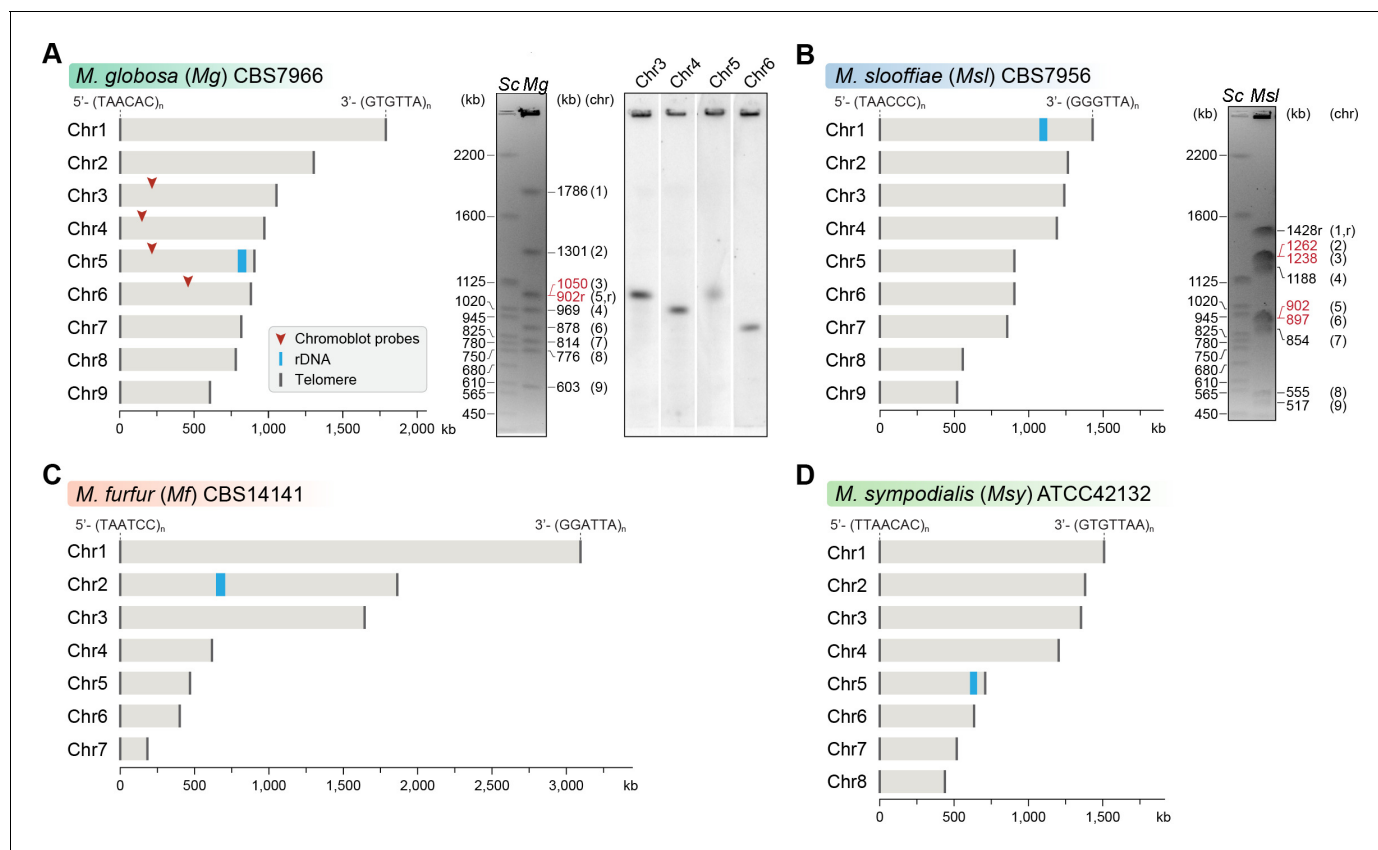 A
M. globosa (Mg) CBS7966
5'- (TAACAC)n
3'- (GTGTTA)n
Chr1
Chr2
Chr3
Chr4
Chr5
Chr6
Chr7
Chr8
Chr9
0 500 1,000 1,500 2,000 kb
Chromoblot probes
rDNA
Telomere
Sc Mg
(kb)
(kb) (chr)
2200
1600
1125
1020
945
825
780
750
680
610
565
450
1786 (1)
1301 (2)
1050 (3)
902r (5,r)
969 (4)
878 (6)
814 (7)
776 (8)
603 (9)
Chr3
Chr4
Chr5
Chr6
B
M. slooffiae (Msl) CBS7956
5'- (TAACCC)n
3'- (GGGTTA)n
Chr1
Chr2
Chr3
Chr4
Chr5
Chr6
Chr7
Chr8
Chr9
0 500 1,000 1,500 kb
Sc Msl
(kb)
(kb) (chr)
2200
1600
1125
1020
945
825
780
750
680
610
565
450
1428r (1,r)
1262 (2)
1238 (3)
1188 (4)
902 (5)
897 (6)
854 (7)
555 (8)
517 (9)
C
M. furfur (Mf) CBS14141
5'- (TAATCC)n
3'- (GGATTA)n
Chr1
Chr2
Chr3
Chr4
Chr5
Chr6
Chr7
0 500 1,000 1,500 2,000 2,500 3,000 kb
D
M. sympodialis (Msy) ATCC42132
5'- (TTAACAC)n
3'- (GTGTTAA)n
Chr1
Chr2
Chr3
Chr4
Chr5
Chr6
Chr7
Chr8
0 500 1,000 1,500 kb